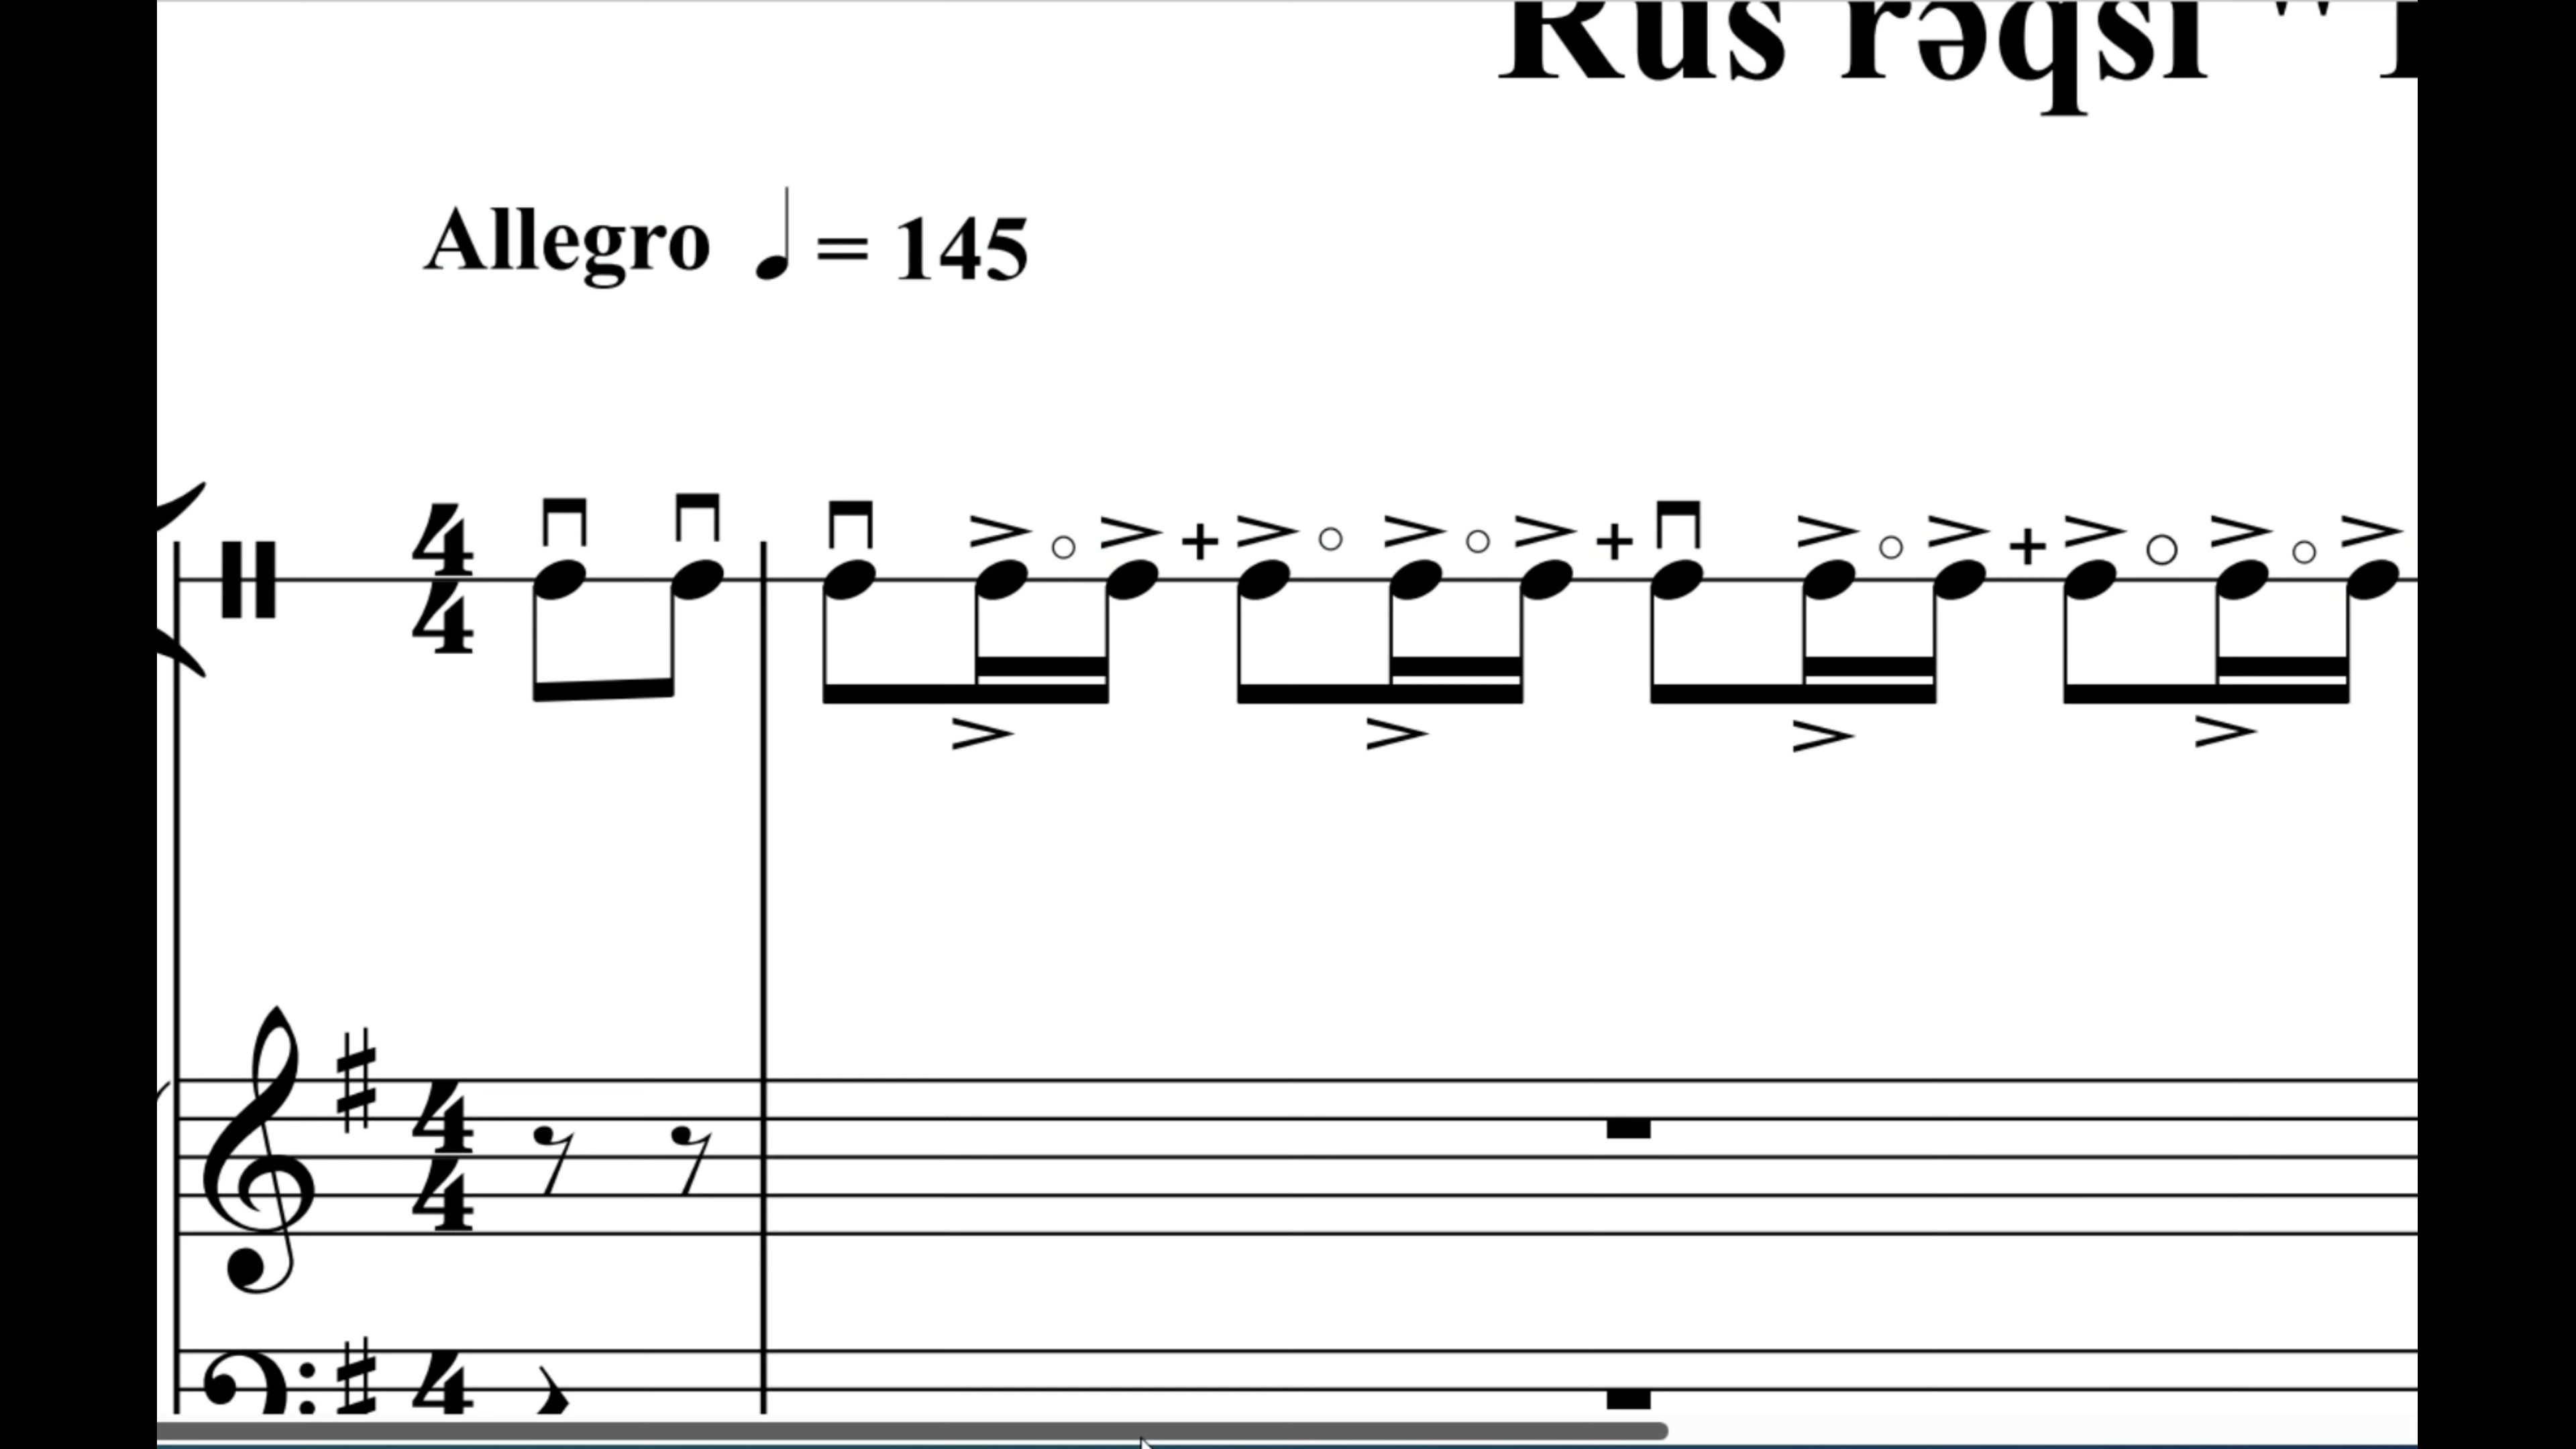 Rus rəqsi "
Allegro ♩ = 145